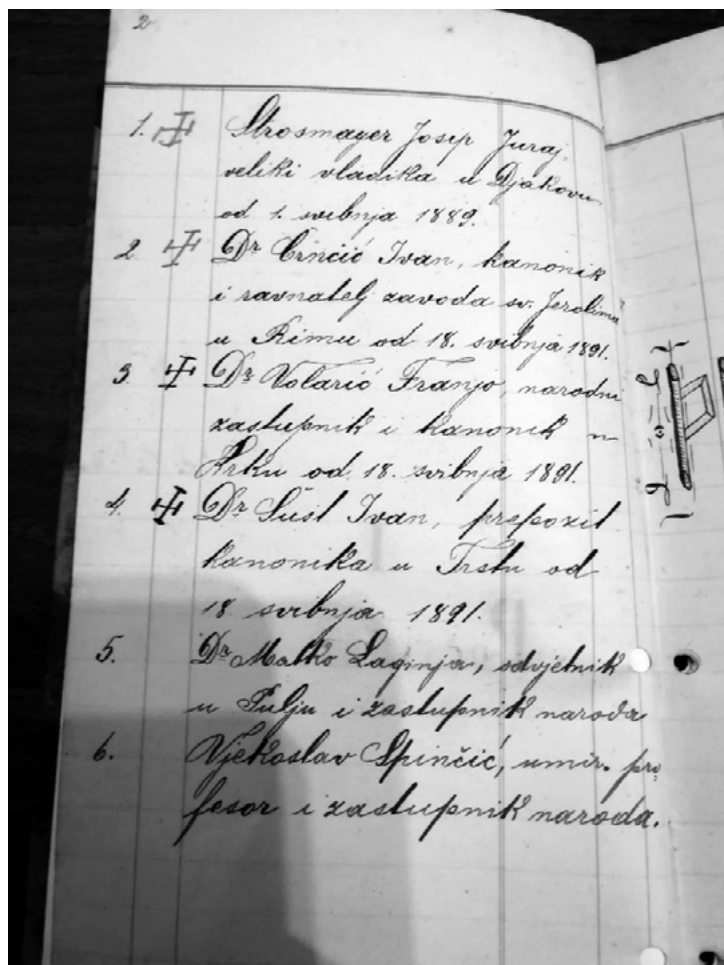 2
1. Strosmayer Josip Juraj,
veliki vladika u Djakovu
od 1. svibnja 1889.
2. Dr Crnčić Ivan, kanonik
i ravnatelj zavoda sv. Jerolima
u Rimu od 18. svibnja 1891.
3. Dr Volarić Franjo, narodni
zastupnik i kanonik u
Krku od 18. svibnja 1891.
4. Dr Šust Ivan, prepozit
kanonika u Trstu od
18. svibnja 1891.
5. Dr Matko Laginja, odvjetnik
u Pulju i zastupnik naroda
6. Vjekoslav Spinčić, umir. pro
fesor i zastupnik naroda.